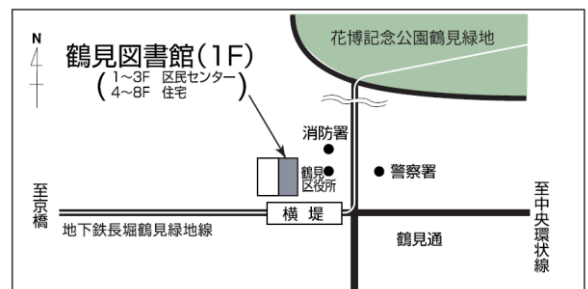 N
花博記念公園鶴見緑地
鶴見図書館(1F)
(1~3F 区民センター
4~8F 住宅)
消防署
鶴見
区役所
警察署
至京橋
横堤
至中央環状線
地下鉄長堀鶴見緑地線
鶴見通